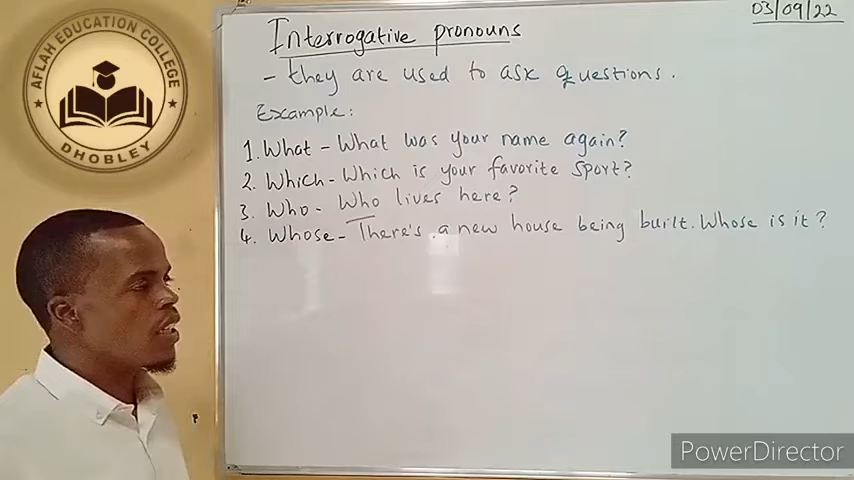 03/09/22
AFLAH EDUCATION COLLEGE
DHOBLEY
Interrogative pronouns
- they are used to ask questions.
Example:
1. What - What was your name again?
2. Which - Which is your favorite sport?
3. Who - Who lives here?
4. Whose - There's a new house being built. Whose is it?
PowerDirector